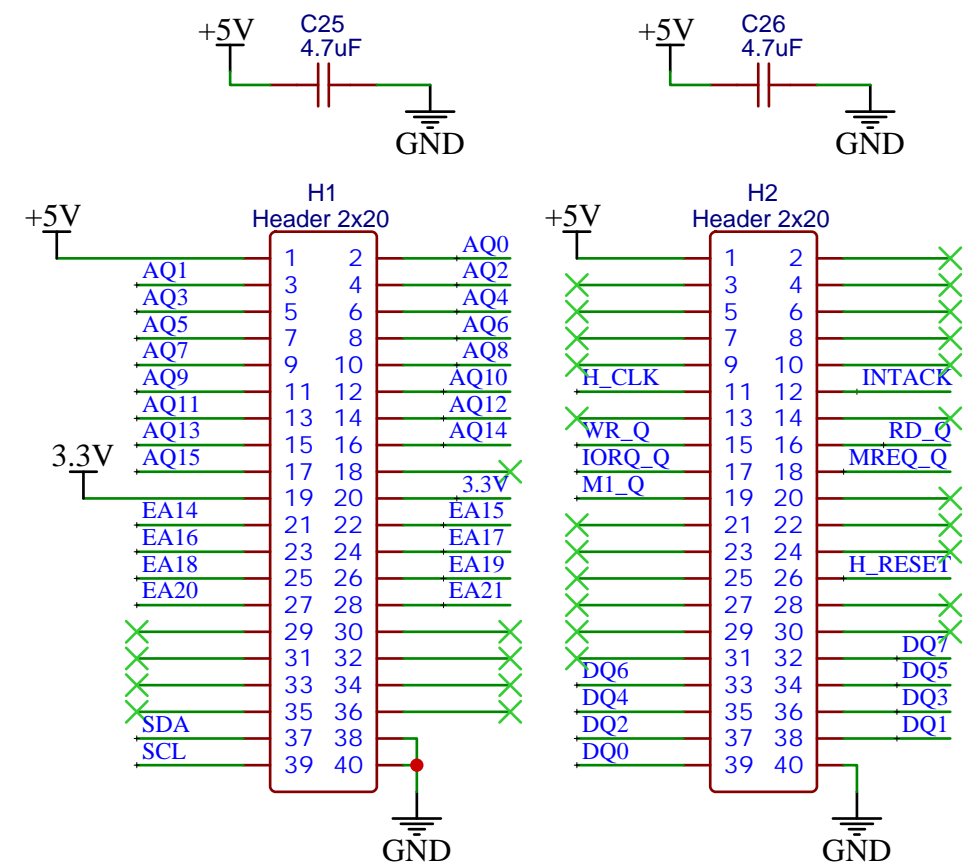 +5V C25 4.7uF GND
+5V C26 4.7uF GND
H1
Header 2x20
+5V
1 2 AQ0
AQ1 3 4 AQ2
AQ3 5 6 AQ4
AQ5 7 8 AQ6
AQ7 9 10 AQ8
AQ9 11 12 AQ10
AQ11 13 14 AQ12
AQ13 15 16 AQ14
AQ15 17 18
3.3V 19 20 3.3V
EA14 21 22 EA15
EA16 23 24 EA17
EA18 25 26 EA19
EA20 27 28 EA21
29 30
31 32
33 34
35 36
SDA 37 38
SCL 39 40
GND
H2
Header 2x20
+5V
1 2
3 4
5 6
7 8
9 10
H_CLK 11 12 INTACK
13 14
WR_Q 15 16 RD_Q
IORQ_Q 17 18 MREQ_Q
M1_Q 19 20
21 22
23 24
25 26 H_RESET
27 28
29 30
31 32 DQ7
DQ6 33 34 DQ5
DQ4 35 36 DQ3
DQ2 37 38 DQ1
DQ0 39 40
GND